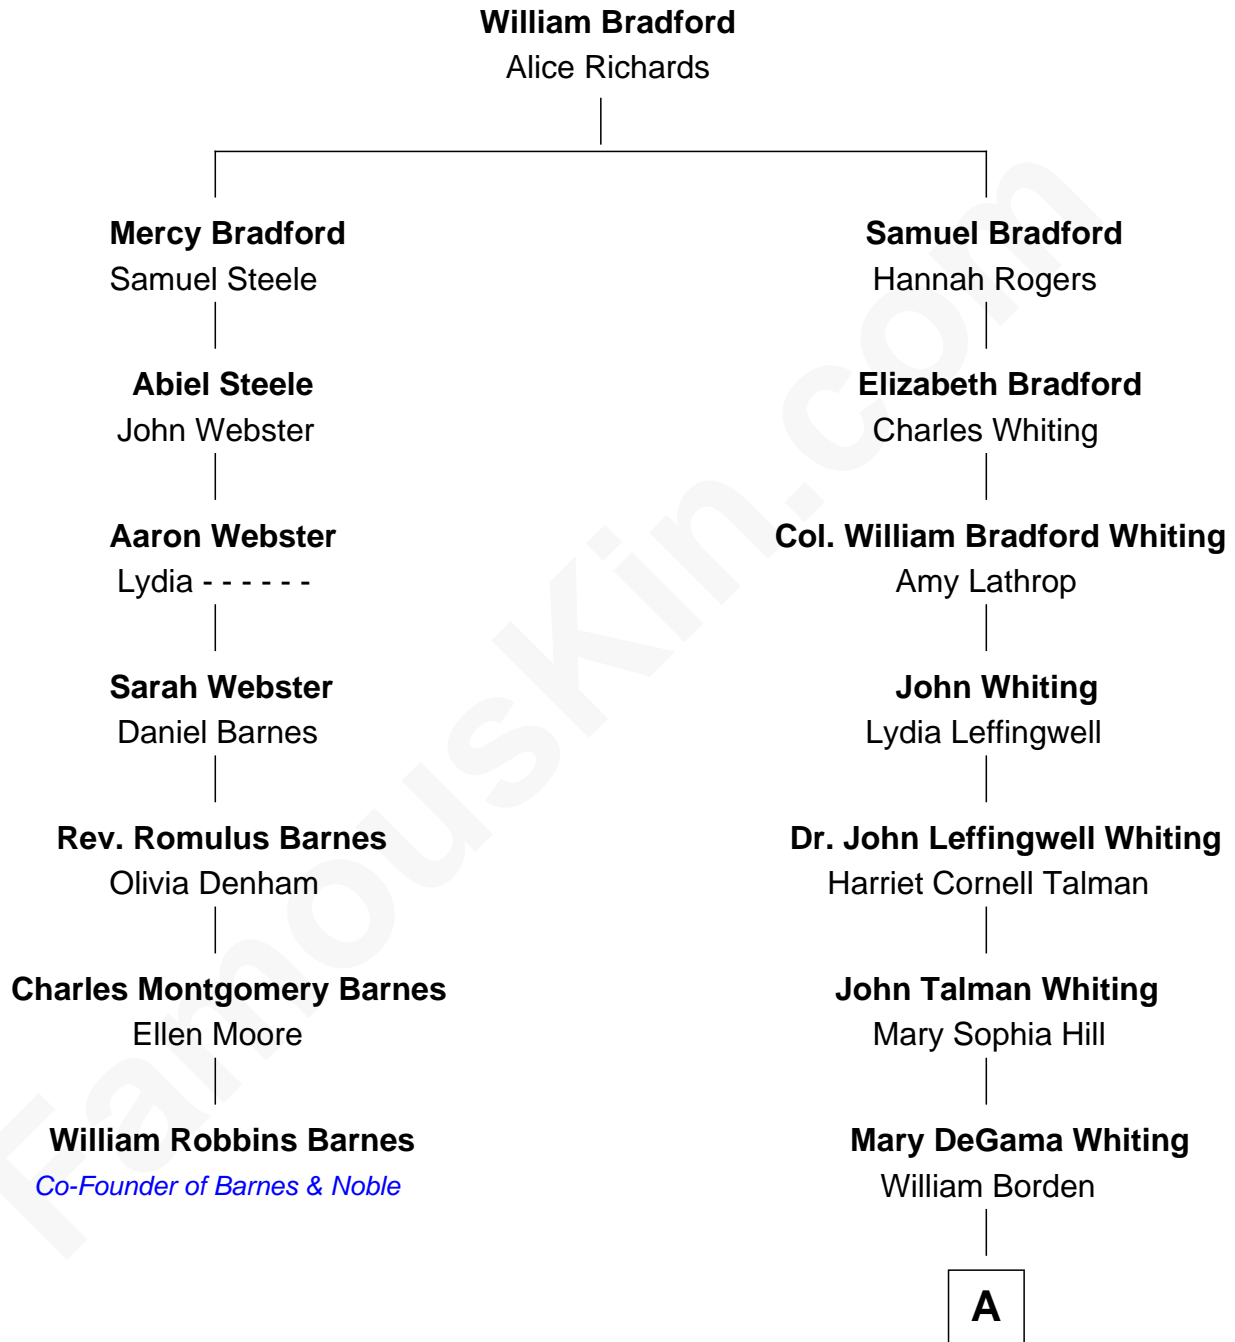 William Bradford
Alice Richards
Mercy Bradford
Samuel Steele
Samuel Bradford
Hannah Rogers
Abiel Steele
John Webster
Elizabeth Bradford
Charles Whiting
Aaron Webster
Lydia - - - - - -
Col. William Bradford Whiting
Amy Lathrop
Sarah Webster
Daniel Barnes
John Whiting
Lydia Leffingwell
Rev. Romulus Barnes
Olivia Denham
Dr. John Leffingwell Whiting
Harriet Cornell Talman
Charles Montgomery Barnes
Ellen Moore
John Talman Whiting
Mary Sophia Hill
William Robbins Barnes
Co-Founder of Barnes & Noble
Mary DeGama Whiting
William Borden
A
FamousKin.com